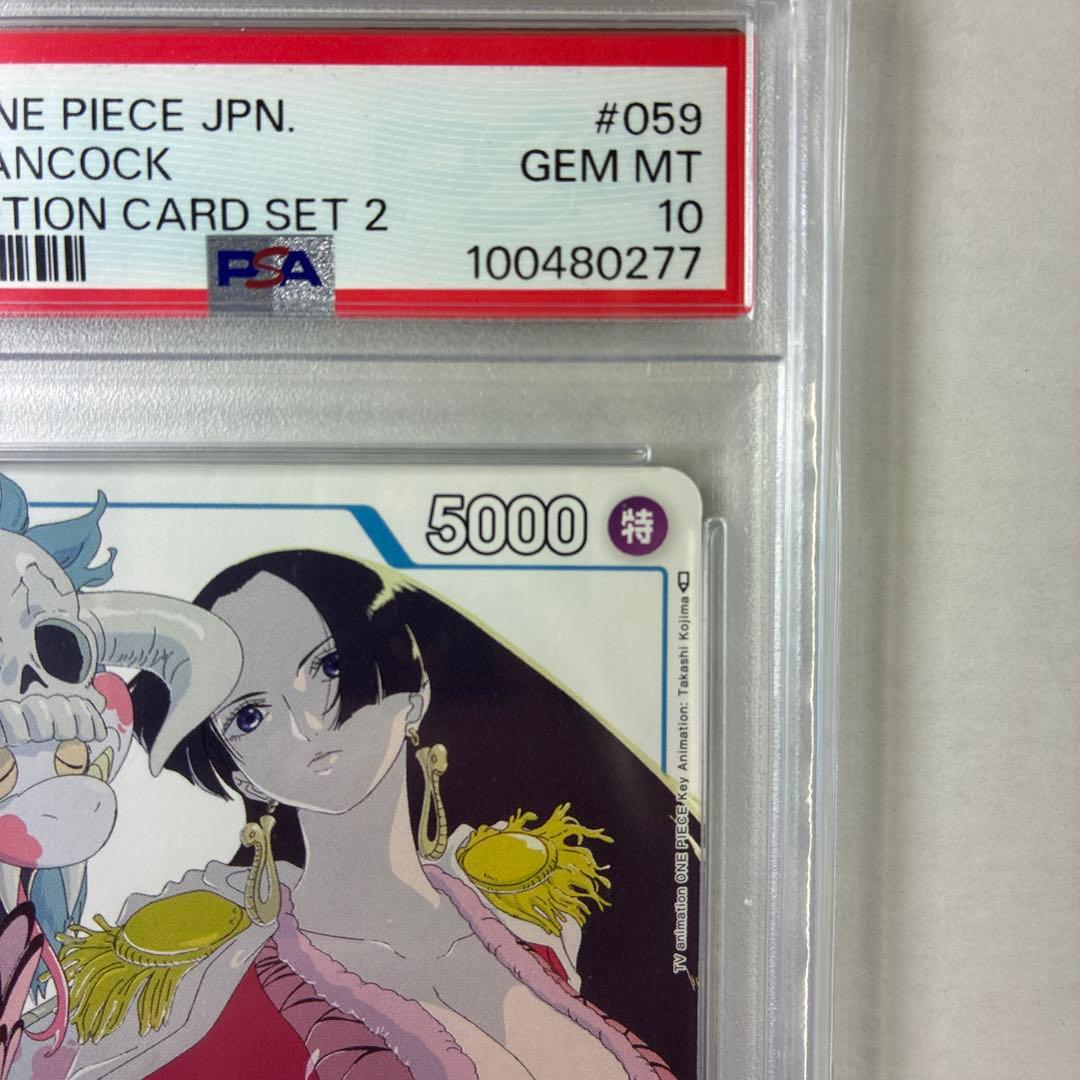 NE PIECE JPN. #059
ANCOCK GEM MT
TION CARD SET 2 10
PSA 100480277
5000 特
TV animation ONE PIECE Key Animation: Takashi Kojima